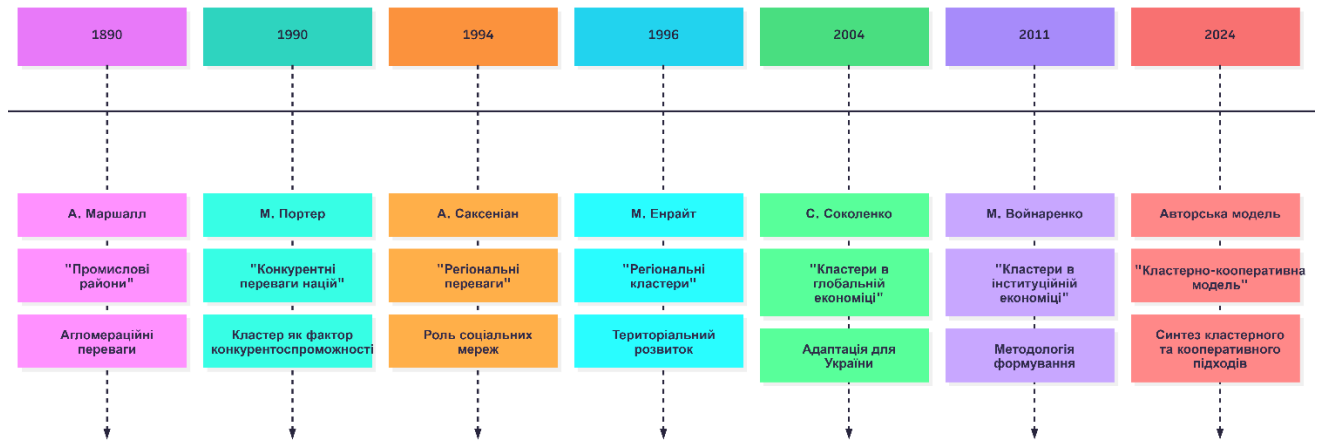 1890
1990
1994
1996
2004
2011
2024
А. Маршалл
М. Портер
А. Саксеніан
М. Енрайт
С. Соколенко
М. Войнаренко
Авторська модель
"Промислові
райони"
"Конкурентні
переваги націй"
"Регіональні
переваги"
"Регіональні
кластери"
"Кластери в
глобальній
економіці"
"Кластери в
інституційній
економіці"
"Кластерно-кооперативна
модель"
Агломераційні
переваги
Кластер як фактор
конкурентоспроможності
Роль соціальних
мереж
Територіальний
розвиток
Адаптація для
України
Методологія
формування
Синтез кластерного
та кооперативного
підходів